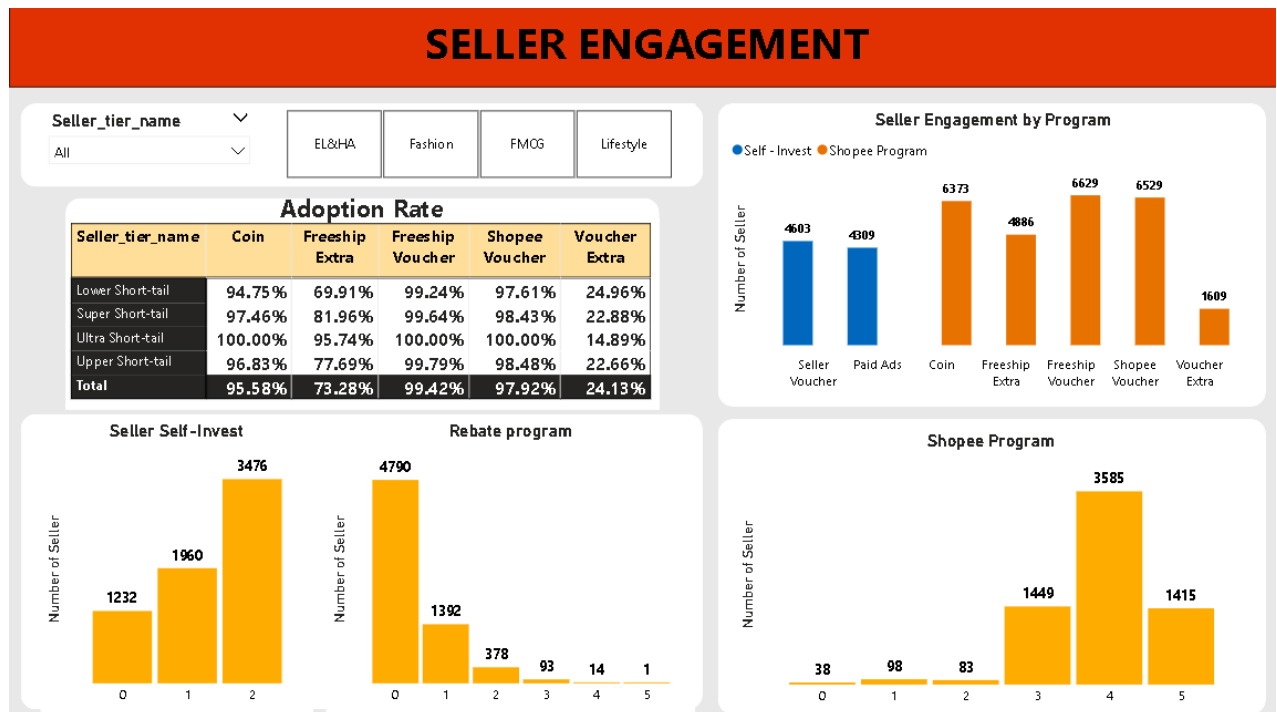 SELLER ENGAGEMENT
Seller_tier_name
All
EL&HA
Fashion
FMCG
Lifestyle
Adoption Rate
Seller_tier_name Coin Freeship Extra Freeship Voucher Shopee Voucher Voucher Extra
Lower Short-tail 94.75% 69.91% 99.24% 97.61% 24.96%
Super Short-tail 97.46% 81.96% 99.64% 98.43% 22.88%
Ultra Short-tail 100.00% 95.74% 100.00% 100.00% 14.89%
Upper Short-tail 96.83% 77.69% 99.79% 98.48% 22.66%
Total 95.58% 73.28% 99.42% 97.92% 24.13%
Seller Engagement by Program
Self - Invest Shopee Program
Number of Seller
4603
4309
6373
4886
6629
6529
1609
Seller Voucher
Paid Ads
Coin
Freeship Extra
Freeship Voucher
Shopee Voucher
Voucher Extra
Seller Self-Invest
Number of Seller
1232
1960
3476
0 1 2
Rebate program
Number of Seller
4790
1392
378
93
14
1
0 1 2 3 4 5
Shopee Program
Number of Seller
38
98
83
1449
3585
1415
0 1 2 3 4 5